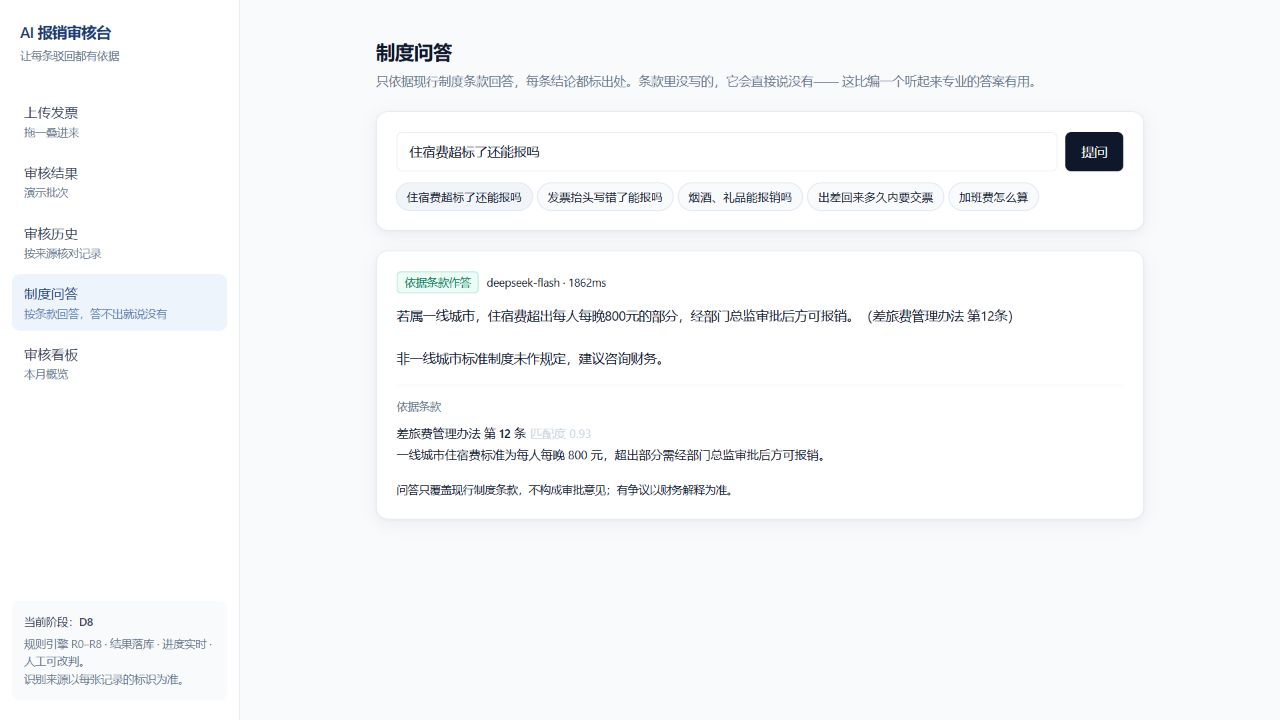 AI 报销审核台
让每条驳回都有依据
上传发票
拖一叠进来
审核结果
演示批次
审核历史
按来源核对记录
制度问答
按条款回答，答不出就说没有
审核看板
本月概览
当前阶段：D8
规则引擎 R0–R8 · 结果落库 · 进度实时 ·
人工可改判。
识别来源以每张记录的标识为准。
制度问答
只依据现行制度条款回答，每条结论都标出处。条款里没写的，它会直接说没有—— 这比编一个听起来专业的答案有用。
住宿费超标了还能报吗
提问
住宿费超标了还能报吗
发票抬头写错了能报吗
烟酒、礼品能报销吗
出差回来多久内要交票
加班费怎么算
依据条款作答 deepseek-flash · 1862ms
若属一线城市，住宿费超出每人每晚800元的部分，经部门总监审批后方可报销。（差旅费管理办法 第12条）
非一线城市标准制度未作规定，建议咨询财务。
依据条款
差旅费管理办法 第 12 条 匹配度 0.93
一线城市住宿费标准为每人每晚 800 元，超出部分需经部门总监审批后方可报销。
问答只覆盖现行制度条款，不构成审批意见；有争议以财务解释为准。